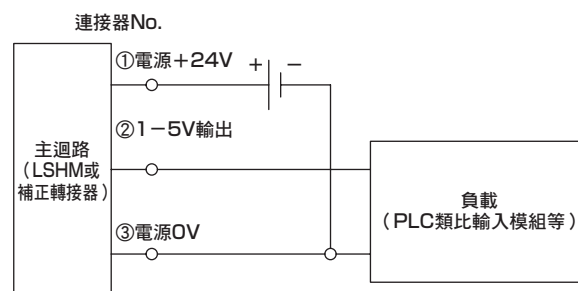 連接器No.
①電源＋24V
＋ －
②1－5V輸出
主迴路
（LSHM或
補正轉接器）
負載
（PLC類比輸入模組等）
③電源0V